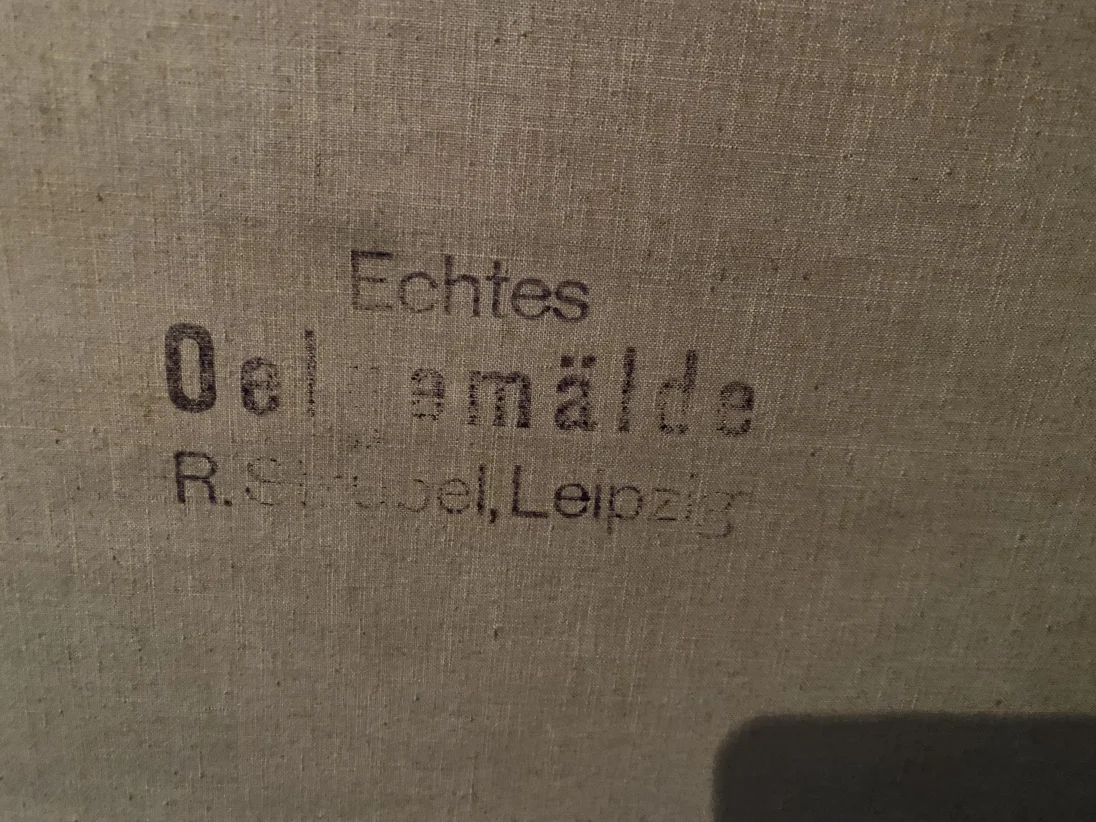 Echtes
Oelgemälde
R. Leipzig